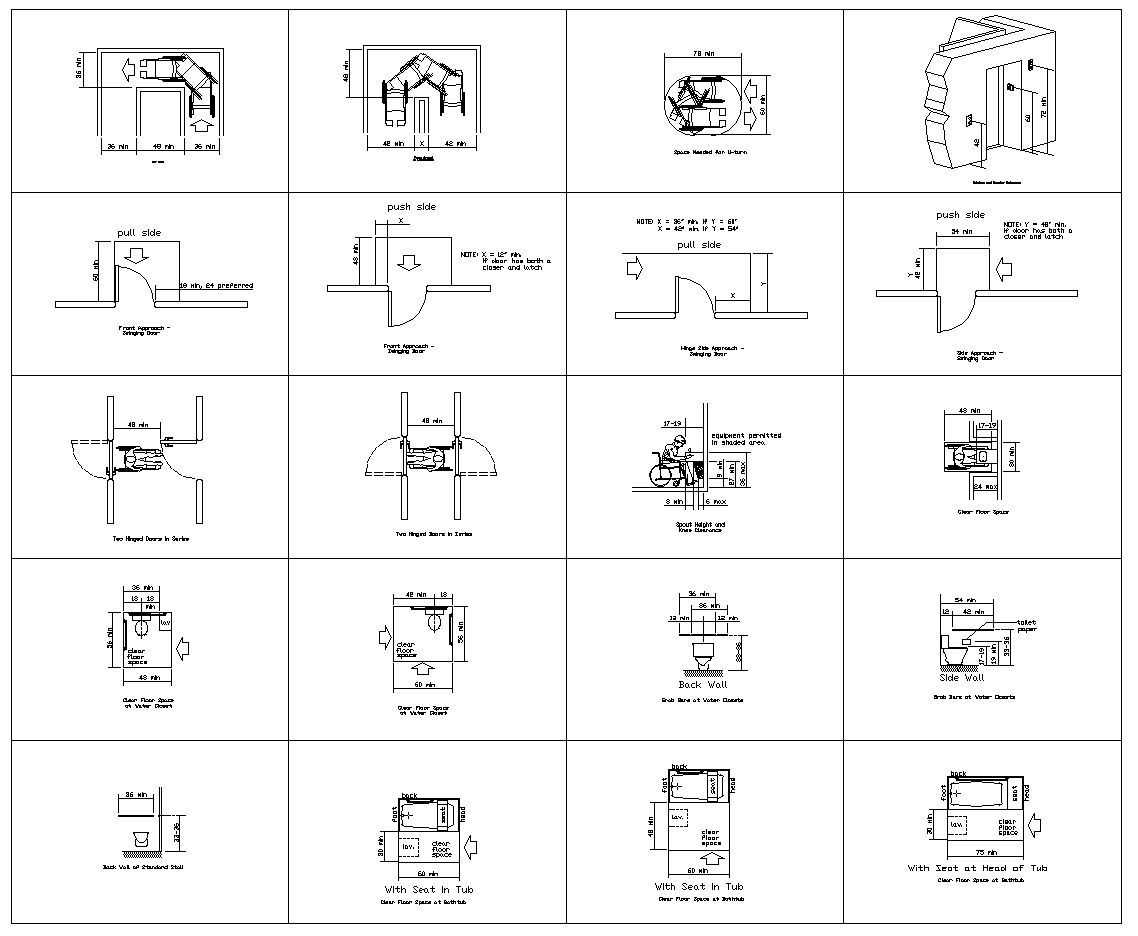 36 min
36 min
48 min
36 min
48 min
42 min
X
42 min
78 min
60 min
Space Needed for U-turn
42
60
72 min
pull side
60 min
18 min, 24 preferred
Front Approach -
Swinging Door
push side
X
48 min
NOTE: X = 12" min.
if door has both a
closer and latch
Front Approach -
Swinging Door
NOTE: X = 36" min. if Y = 60"
X = 42" min. if Y = 54"
pull side
X
Y
Hinge Side Approach -
Swinging Door
push side
54 min
Y
42 min
NOTE: Y = 48" min.
if door has both a
closer and latch
Side Approach -
Swinging Door
48 min
Two Hinged Doors in Series
48 min
Two Hinged Doors in Series
17-19
equipment permitted
in shaded area.
9 min
27 min
36 max
8 min
6 max
Spout Height and
Knee Clearance
48 min
17-19
30 min
24 max
Clear Floor Space
36 min
18 18
min
lav
56 min
clear
floor
space
48 min
Clear Floor Space
at Water Closet
42 min
18
56 min
clear
floor
space
60 min
Clear Floor Space
at Water Closet
36 min
36 min
12 min
12 min
33-36
Back Wall
Grab Bars at Water Closets
54 min
12
42 min
toilet
paper
17-19
19 min
33-36
Side Wall
Grab Bars at Water Closets
36 min
33-36
Back Wall of Standard Stall
back
foot
seat
head
30 min
lav.
clear
floor
space
60 min
With Seat in Tub
Clear Floor Space at Bathtub
back
foot
seat
head
48 min
lav.
clear
floor
space
60 min
With Seat in Tub
Clear Floor Space at Bathtub
back
foot
seat
head
30 min
lav.
clear
floor
space
75 min
With Seat at Head of Tub
Clear Floor Space at Bathtub